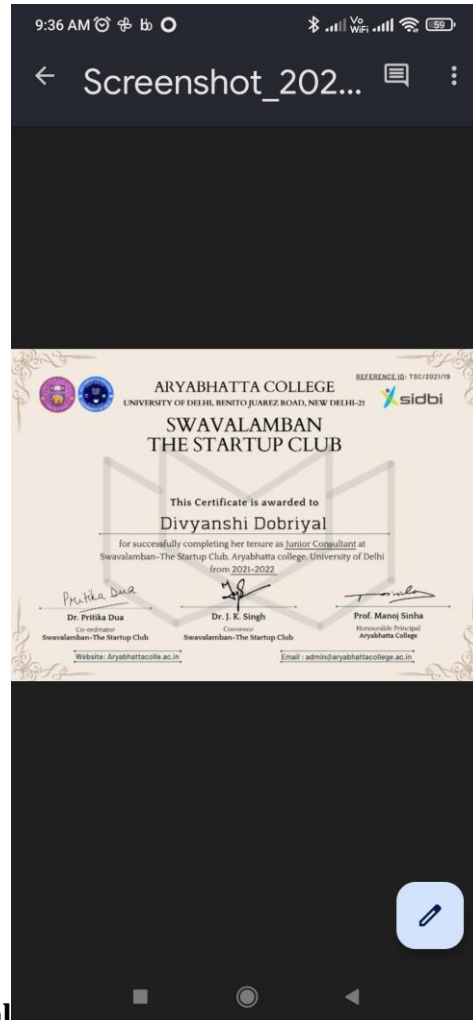 9:36 AM
Vo WiFi
59
Screenshot_202...
REFERENCE ID: TSC/2021/19
ARYABHATTA COLLEGE
UNIVERSITY OF DELHI, BENITO JUAREZ ROAD, NEW DELHI-21
sidbi
SWAVALAMBAN
THE STARTUP CLUB
This Certificate is awarded to
Divyanshi Dobriyal
for successfully completing her tenure as Junior Consultant at
Swavalamban-The Startup Club, Aryabhatta college, University of Delhi
from 2021-2022
Pritika Dua
Dr. Pritika Dua
Dr. J. K. Singh
Prof. Manoj Sinha
Co-ordinator
Convenor
Honourable Principal
Swavalamban-The Startup Club
Swavalamban-The Startup Club
Aryabhatta College
Website: Aryabhattacolle.ac.in
Email : admin@aryabhattacollege.ac.in